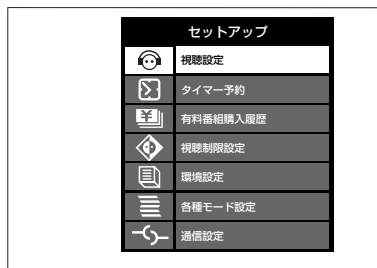 セットアップ
視聴設定
タイマー予約
有料番組購入履歴
視聴制限設定
環境設定
各種モード設定
通信設定